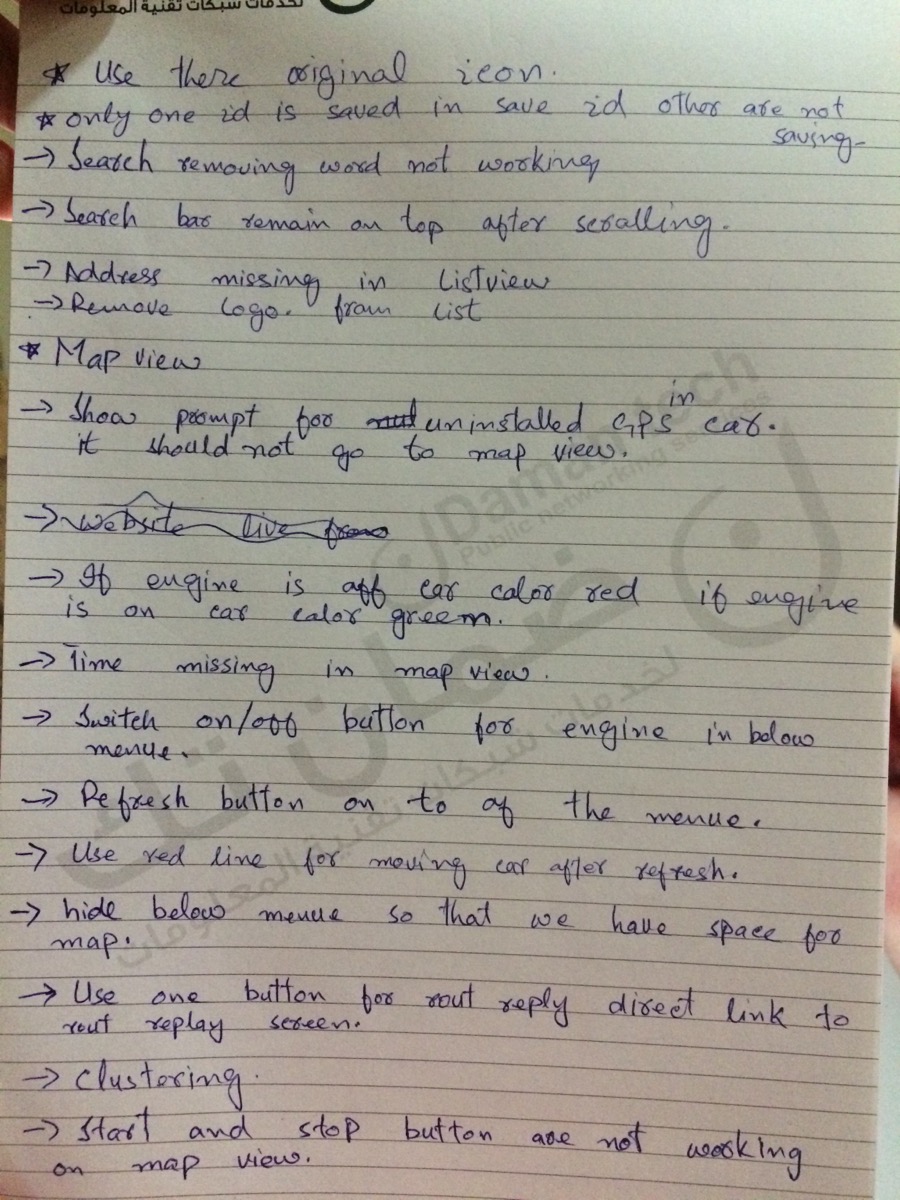 لخدمات شبكات تقنية المعلومات
* Use there original icon.
* only one id is saved in save id other are not
saving
→ Search removing word not working
→ Search bar remain on top after scralling.
→ Address missing in Listview
→ Remove Logo. from List
* Map view
→ Show prompt for uninstalled GPS in car.
it should not go to map view.
→ website live from
→ If engine is off car color red if engine
is on car color greem.
→ Time missing in map view.
→ Switch on/off button for engine in below
menue.
→ Refresh button on to of the menue.
→ Use red line for moving car after refresh.
→ hide below menue so that we have space for
map.
→ Use one button for rout reply direct link to
rout replay screen.
→ Clustering.
→ Start and stop button are not working
on map view.
Damantech
Public networking services
ضمان تك
لخدمات شبكات تقنية المعلومات